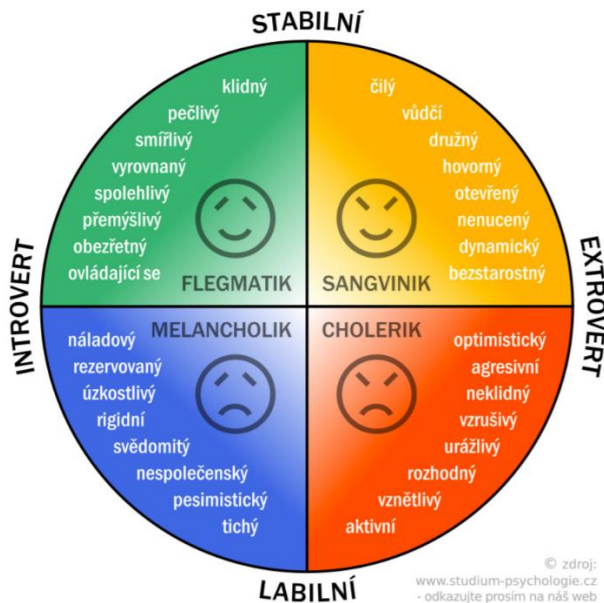 STABILNÍ
INTROVERT
EXTROVERT
klidný
pečlivý
smířlivý
vyrovnaný
spolehlivý
přemýšlivý
obezřetný
ovládající se
FLEGMATIK
čilý
vůdčí
družný
hovorný
otevřený
nenucený
dynamický
bezstarostný
SANGVINIK
MELANCHOLIK
náladový
rezervovaný
úzkostlivý
rigidní
svědomitý
nespolečenský
pesimistický
tichý
CHOLERIK
optimistický
agresivní
neklidný
vzrušivý
urážlivý
rozhodný
vznětlivý
aktivní
LABILNÍ
© zdroj:
www.studium-psychologie.cz
- odkazujte prosím na náš web